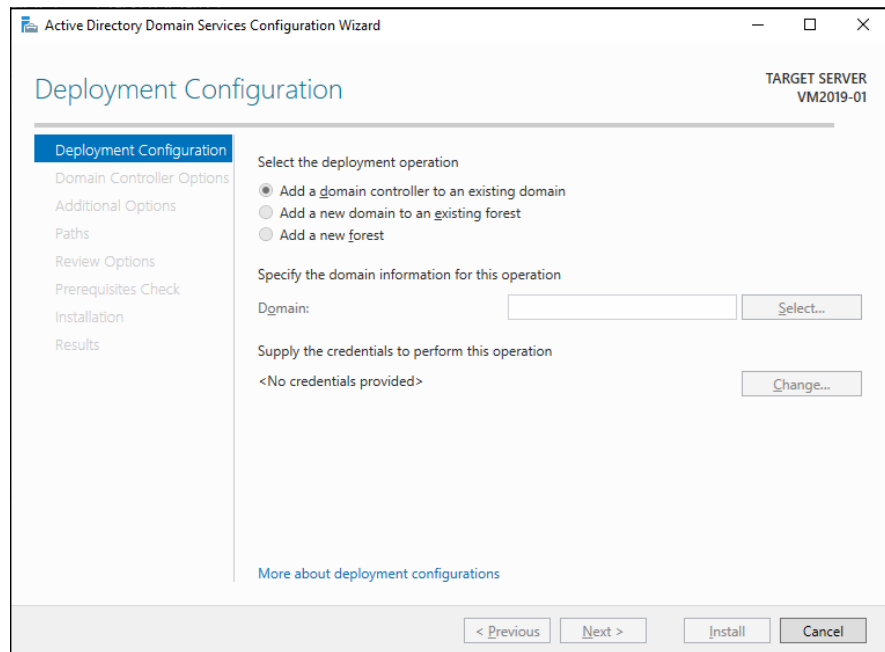 Active Directory Domain Services Configuration Wizard
Deployment Configuration
TARGET SERVER
VM2019-01
Deployment Configuration
Domain Controller Options
Additional Options
Paths
Review Options
Prerequisites Check
Installation
Results
Select the deployment operation
Add a domain controller to an existing domain
Add a new domain to an existing forest
Add a new forest
Specify the domain information for this operation
Domain:
Select...
Supply the credentials to perform this operation
<No credentials provided>
Change...
More about deployment configurations
< Previous
Next >
Install
Cancel